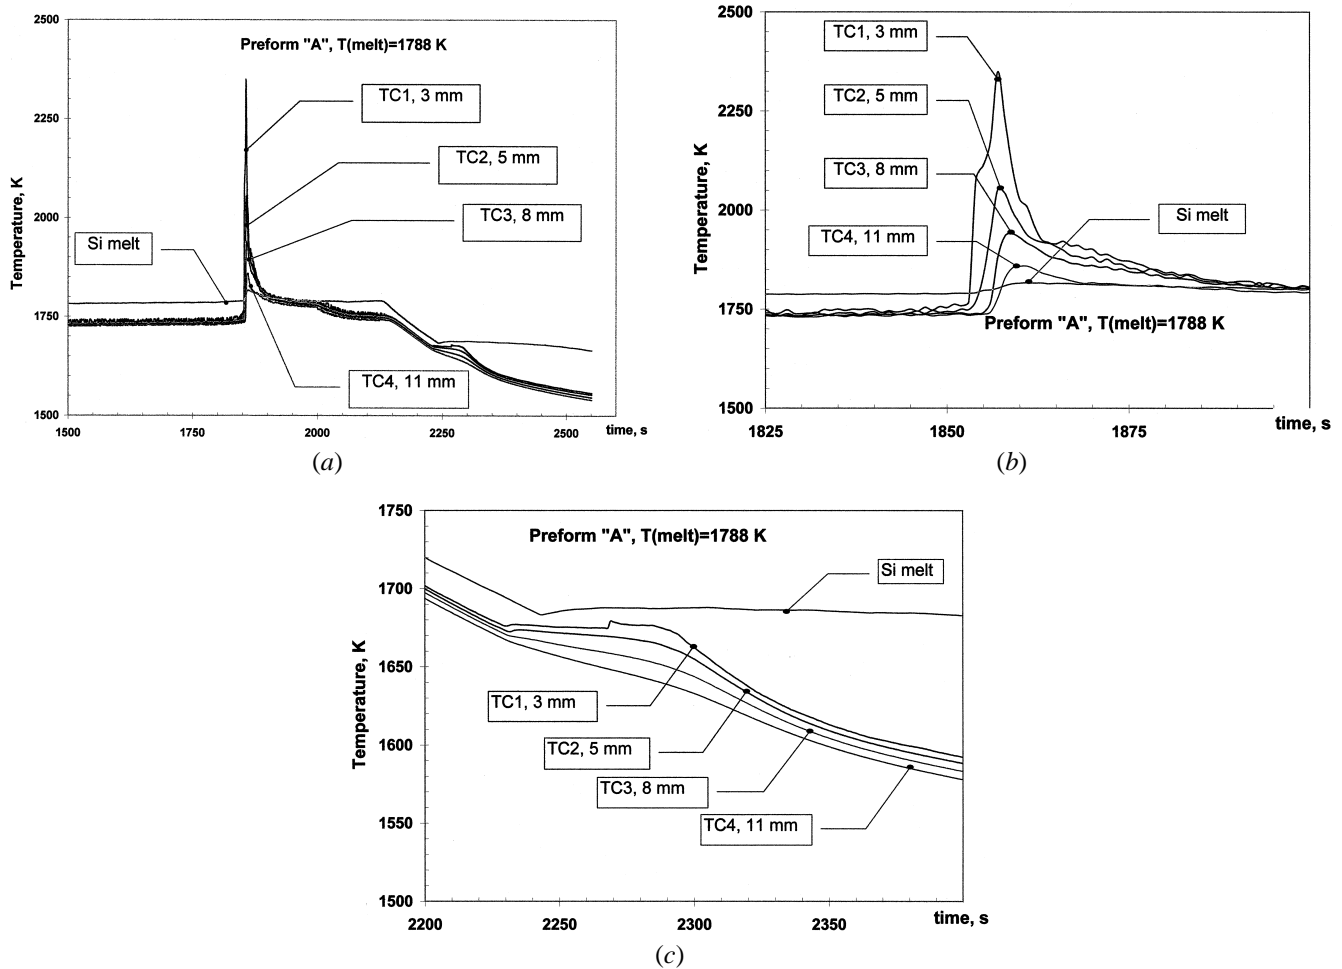 2500
Preform "A", T(melt)=1788 K
TC1, 3 mm
2250
TC2, 5 mm
TC3, 8 mm
2000
Si melt
1750
TC4, 11 mm
1500
Temperature, K
1500 1750 2000 2250 2500 time, s
(a)
2500
TC1, 3 mm
TC2, 5 mm
2250
TC3, 8 mm
2000
Si melt
TC4, 11 mm
1750
Preform "A", T(melt)=1788 K
1500
Temperature, K
1825 1850 1875 time, s
(b)
1750
Preform "A", T(melt)=1788 K
Si melt
1700
1650
TC1, 3 mm
1600
TC2, 5 mm
TC3, 8 mm
1550
TC4, 11 mm
1500
Temperature, K
2200 2250 2300 2350 time, s
(c)